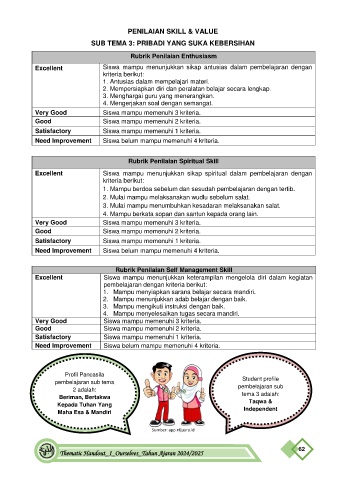 PENILAIAN SKILL & VALUE
SUB TEMA 3: PRIBADI YANG SUKA KEBERSIHAN
Rubrik Penilaian Enthusiasm
Excellent
Siswa mampu menunjukkan sikap antusias dalam pembelajaran dengan
kriteria berikut:
1. Antusias dalam mempelajari materi.
2. Mempersiapkan diri dan peralatan belajar secara lengkap.
3. Menghargai guru yang menerangkan.
4. Mengerjakan soal dengan semangat.
Very Good Siswa mampu memenuhi 3 kriteria.
Good Siswa mampu memenuhi 2 kriteria.
Satisfactory Siswa mampu memenuhi 1 kriteria.
Need Improvement Siswa belum mampu memenuhi 4 kriteria.
Rubrik Penilaian Spiritual Skill
Excellent
Siswa mampu menunjukkan sikap spiritual dalam pembelajaran dengan
kriteria berikut:
1. Mampu berdoa sebelum dan sesudah pembelajaran dengan tertib.
2. Mulai mampu melaksanakan wudlu sebelum salat.
3. Mulai mampu menumbuhkan kesadaran melaksanakan salat.
4. Mampu berkata sopan dan santun kepada orang lain.
Very Good Siswa mampu memenuhi 3 kriteria.
Good Siswa mampu memenuhi 2 kriteria.
Satisfactory Siswa mampu memenuhi 1 kriteria.
Need Improvement Siswa belum mampu memenuhi 4 kriteria.
Rubrik Penilaian Self Management Skill
Excellent
Siswa mampu menunjukkan keterampilan mengelola diri dalam kegiatan
pembelajaran dengan kriteria berikut:
1. Mampu menyiapkan sarana belajar secara mandiri.
2. Mampu menunjukkan adab belajar dengan baik.
3. Mampu mengikuti instruksi dengan baik.
4. Mampu menyelesaikan tugas secara mandiri.
Very Good Siswa mampu memenuhi 3 kriteria.
Good Siswa mampu memenuhi 2 kriteria.
Satisfactory Siswa mampu memenuhi 1 kriteria.
Need Improvement Siswa belum mampu memenuhi 4 kriteria.
Profil Pancasila
pembelajaran sub tema
2 adalah:
Beriman, Bertakwa
Kepada Tuhan Yang
Maha Esa & Mandiri
Student profile
pembelajaran sub
tema 3 adalah:
Taqwa &
Independent
Sumber:
Thematic Handout_1_Ourselves_Tahun Ajaran 2024/2025
62